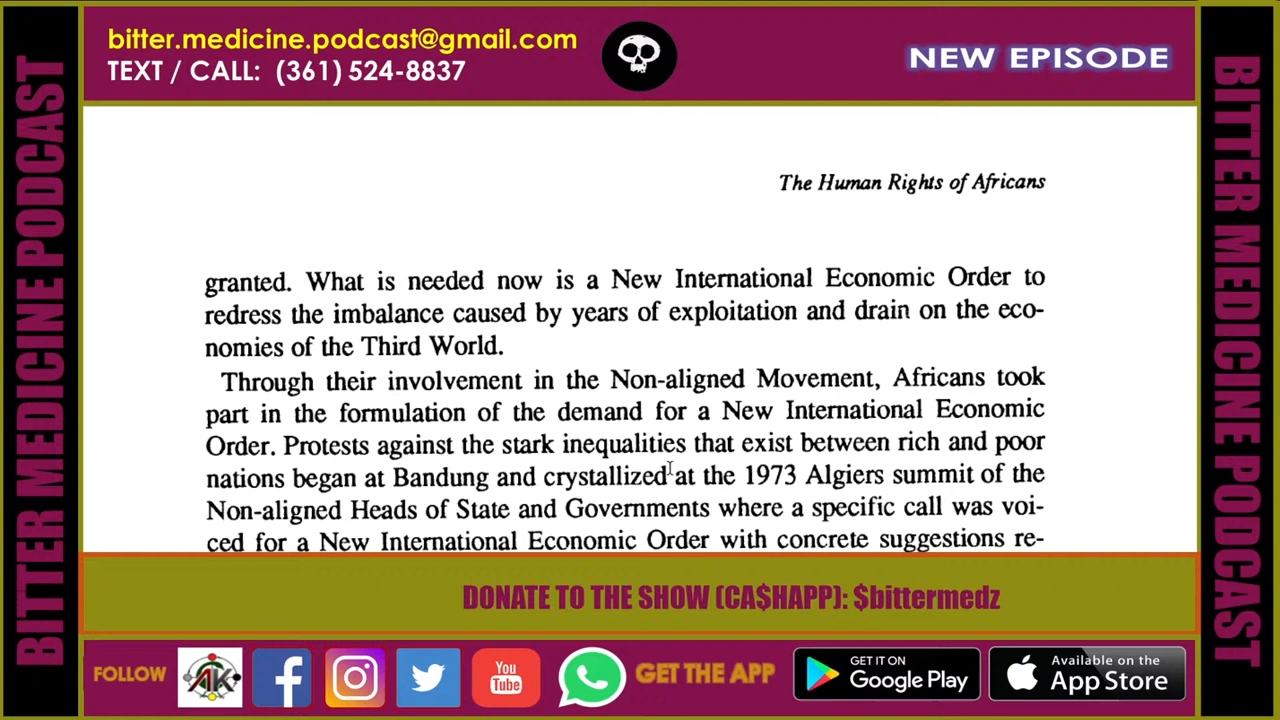 bitter.medicine.podcast@gmail.com
TEXT / CALL: (361) 524-8837
NEW EPISODE
BITTER MEDICINE PODCAST
The Human Rights of Africans
granted. What is needed now is a New International Economic Order to
redress the imbalance caused by years of exploitation and drain on the eco-
nomies of the Third World.
Through their involvement in the Non-aligned Movement, Africans took
part in the formulation of the demand for a New International Economic
Order. Protests against the stark inequalities that exist between rich and poor
nations began at Bandung and crystallized at the 1973 Algiers summit of the
Non-aligned Heads of State and Governments where a specific call was voi-
ced for a New International Economic Order with concrete suggestions re-
BITTER MEDICINE PODCAST
DONATE TO THE SHOW (CA$HAPP): $bittermedz
FOLLOW
You
Tube
GET THE APP
GET IT ON
Google Play
Available on the
App Store